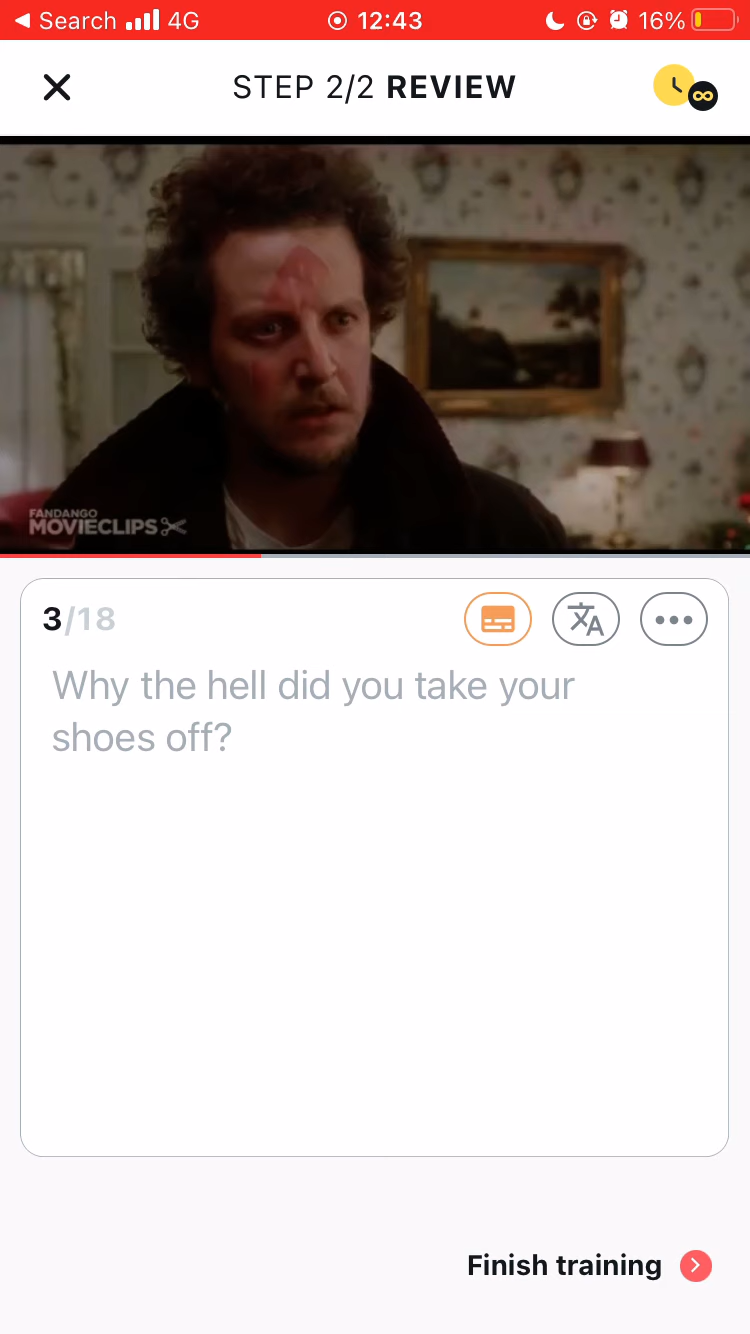 Search 4G 12:43 16%
STEP 2/2 REVIEW
FANDANGO
MOVIECLIPS
3/18
Why the hell did you take your
shoes off?
Finish training